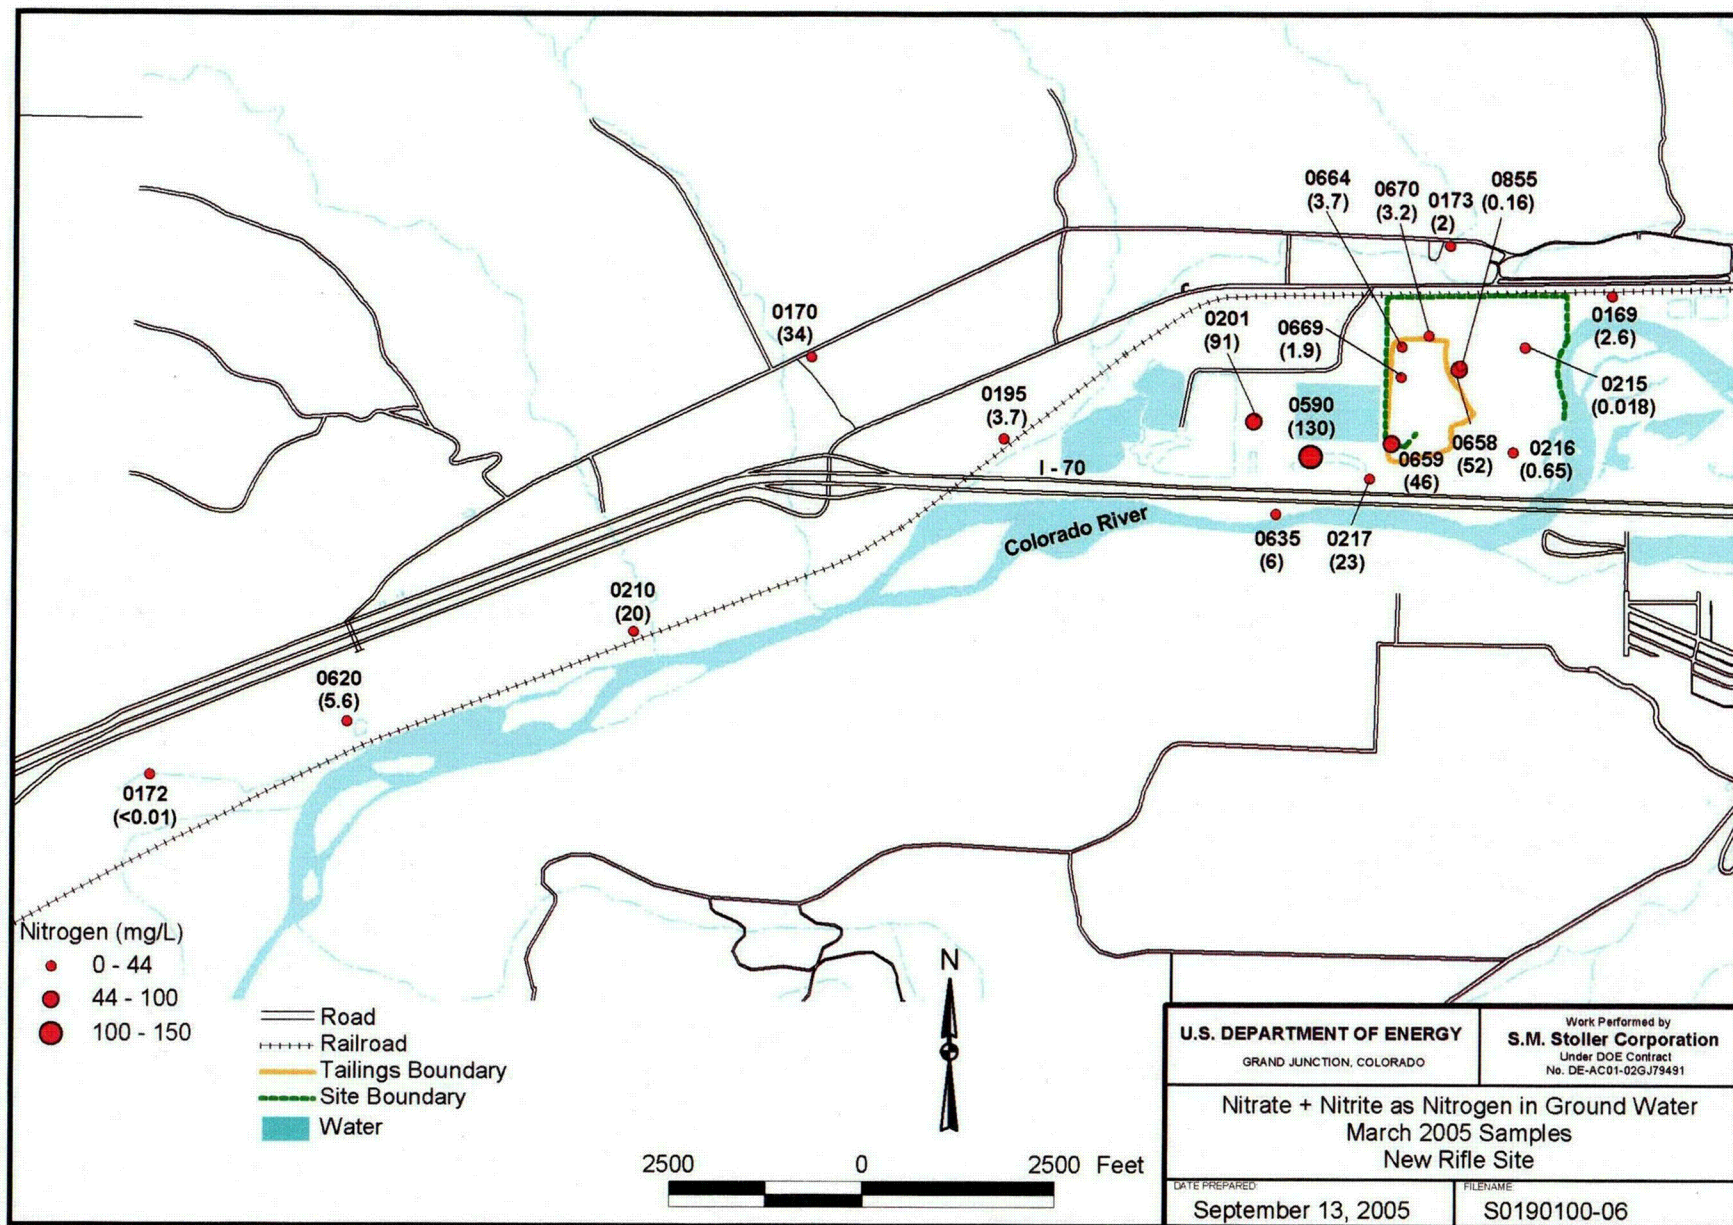 0664
(3.7)
0670
(3.2)
0173
(2)
0855
(0.16)
0170
(34)
0201
(91)
0669
(1.9)
0169
(2.6)
0195
(3.7)
0590
(130)
0215
(0.018)
I - 70
0659
(46)
0658
(52)
0216
(0.65)
Colorado River
0635
(6)
0217
(23)
0210
(20)
0620
(5.6)
0172
(<0.01)
Nitrogen (mg/L)
0 - 44
44 - 100
100 - 150
Road
Railroad
Tailings Boundary
Site Boundary
Water
N
2500 0 2500 Feet
U.S. DEPARTMENT OF ENERGY
GRAND JUNCTION, COLORADO
Work Performed by
S.M. Stoller Corporation
Under DOE Contract
No. DE-AC01-02GJ79491
Nitrate + Nitrite as Nitrogen in Ground Water
March 2005 Samples
New Rifle Site
DATE PREPARED:
September 13, 2005
FILENAME:
S0190100-06